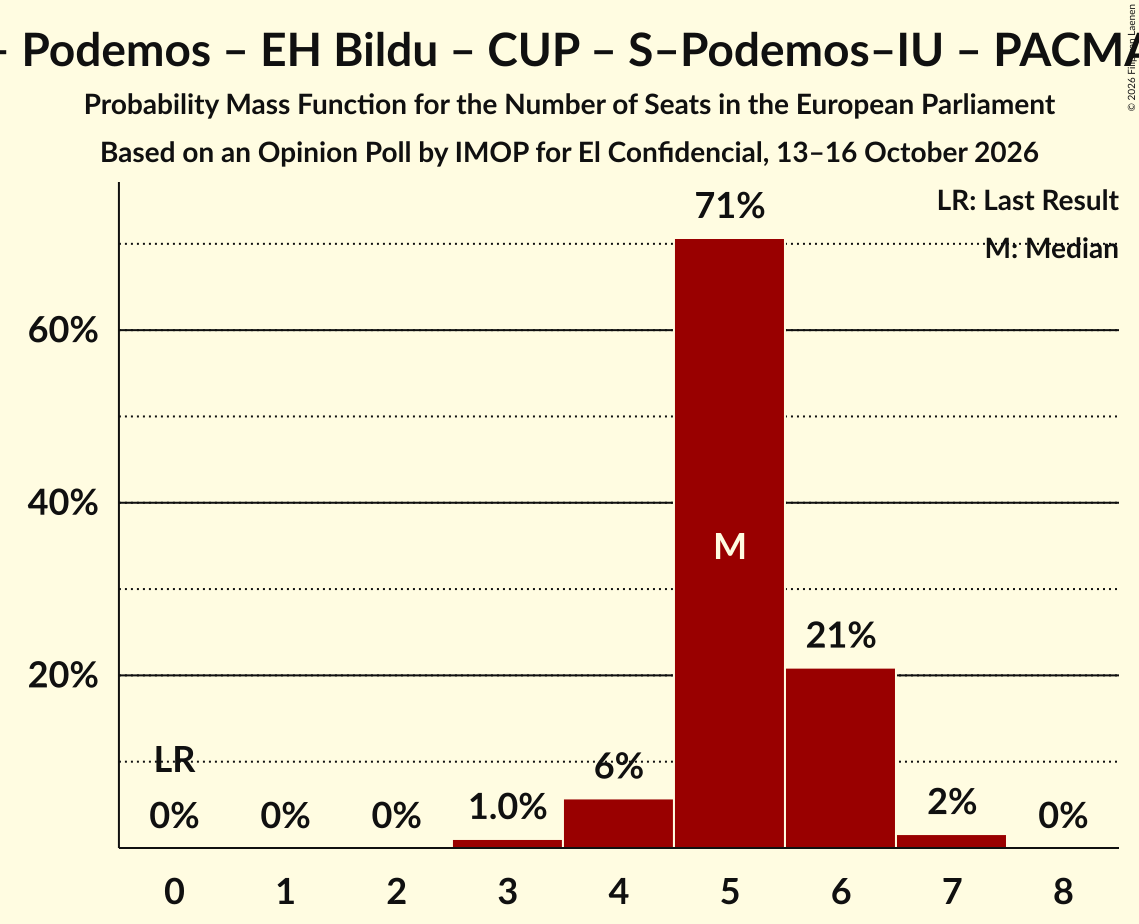 – Podemos – EH Bildu – CUP – S–Podemos–IU – PACMA
Probability Mass Function for the Number of Seats in the European Parliament
Based on an Opinion Poll by IMOP for El Confidencial, 13–16 October 2026
© 2026 Filip van Laenen
LR: Last Result
M: Median
71%
60%
40%
M
21%
20%
LR
6%
0% 0% 0% 1.0% 2% 0%
0 1 2 3 4 5 6 7 8